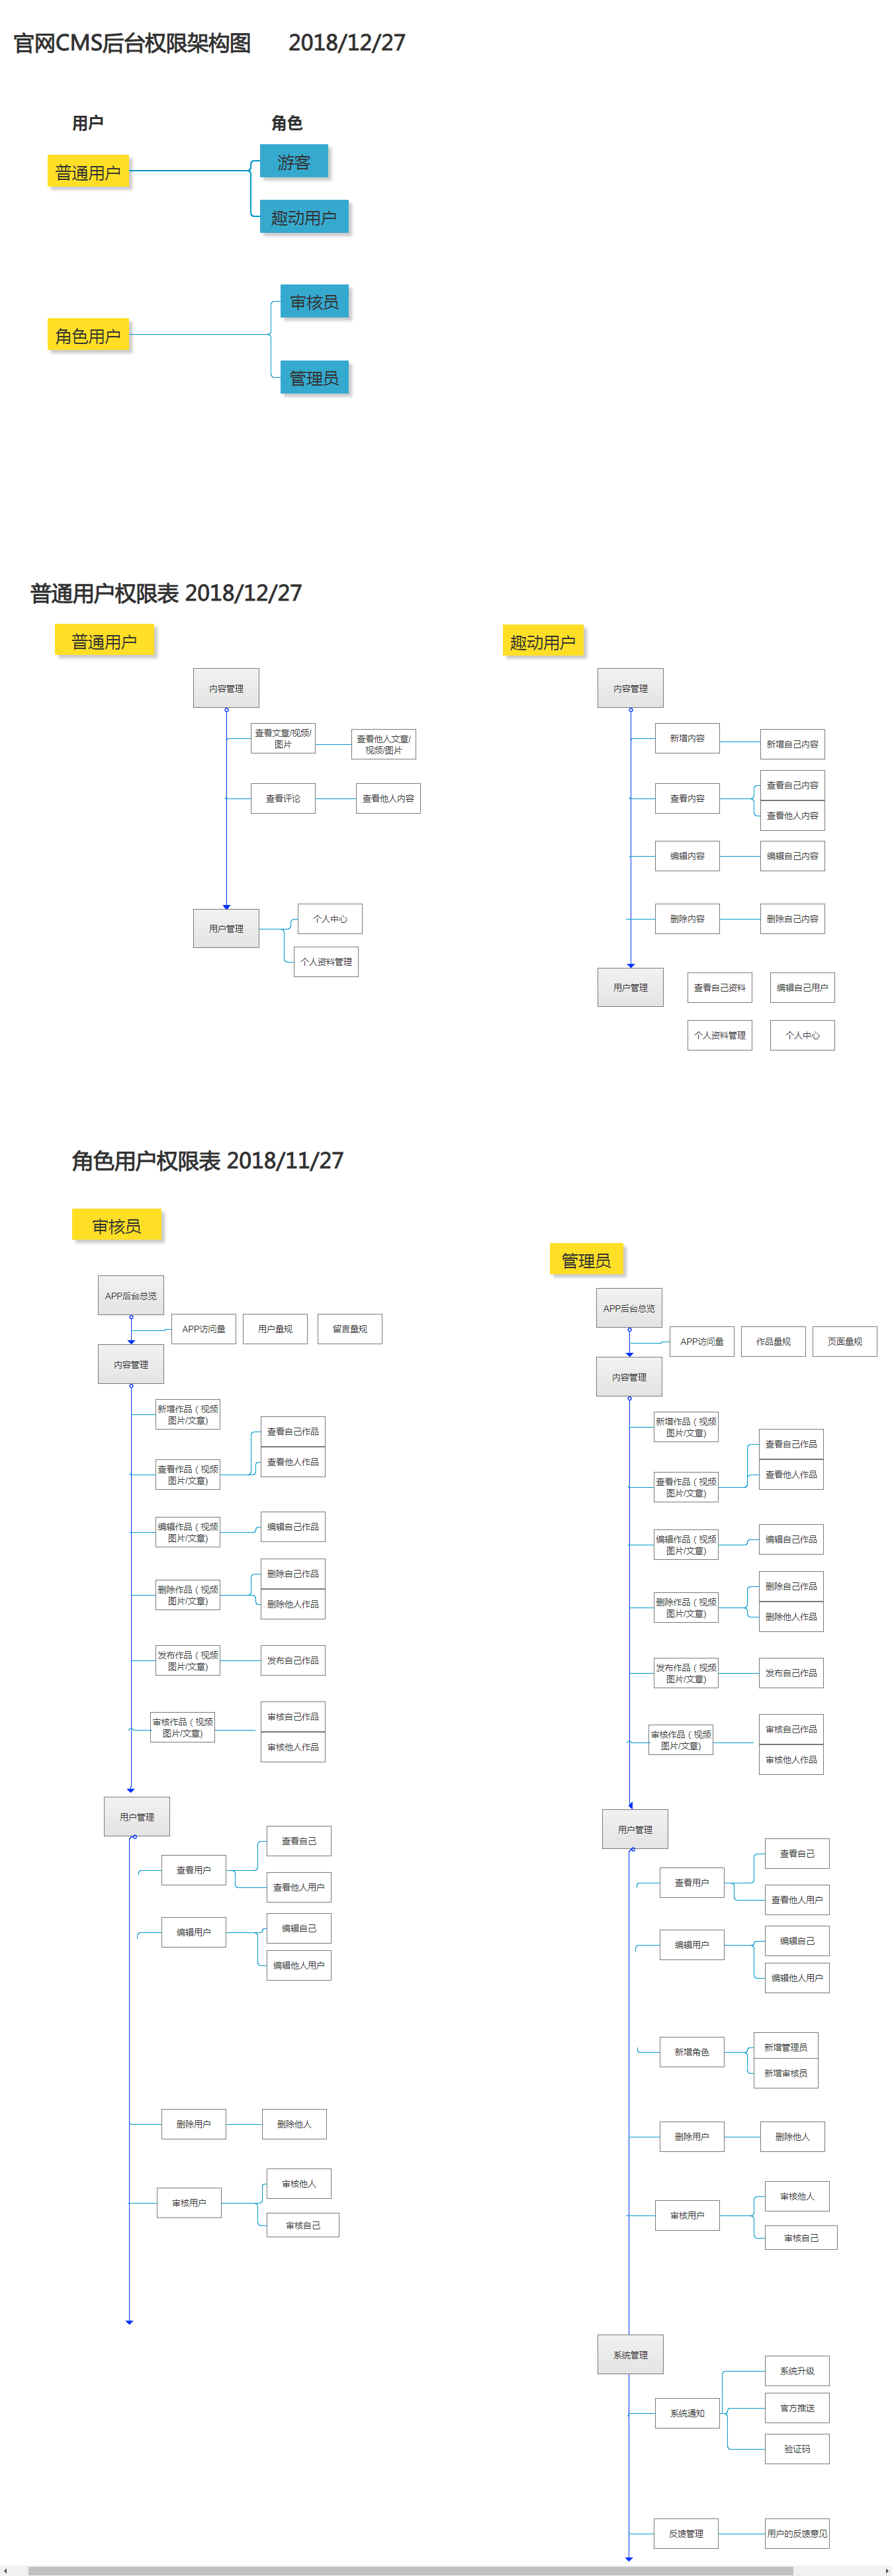 官网CMS后台权限架构图 2018/12/27
用户
角色
普通用户
游客
趣动用户
角色用户
审核员
管理员
普通用户权限表 2018/12/27
普通用户
内容管理
查看文章/视频/
图片
查看他人文章/
视频/图片
查看评论
查看他人内容
用户管理
个人中心
个人资料管理
趣动用户
内容管理
新增内容
新增自己内容
查看内容
查看自己内容
查看他人内容
编辑内容
编辑自己内容
删除内容
删除自己内容
用户管理
查看自己资料
编辑自己用户
个人资料管理
个人中心
角色用户权限表 2018/11/27
审核员
APP后台总览
APP访问量
用户量规
留言量规
内容管理
新增作品（视频
图片/文章)
查看作品（视频
图片/文章)
查看自己作品
查看他人作品
编辑作品（视频
图片/文章)
编辑自己作品
删除作品（视频
图片/文章)
删除自己作品
删除他人作品
发布作品（视频
图片/文章)
发布自己作品
审核作品（视频
图片/文章)
审核自己作品
审核他人作品
用户管理
查看用户
查看自己
查看他人用户
编辑用户
编辑自己
编辑他人用户
删除用户
删除他人
审核用户
审核他人
审核自己
管理员
APP后台总览
APP访问量
作品量规
页面量规
内容管理
新增作品（视频
图片/文章)
查看作品（视频
图片/文章)
查看自己作品
查看他人作品
编辑作品（视频
图片/文章)
编辑自己作品
删除作品（视频
图片/文章)
删除自己作品
删除他人作品
发布作品（视频
图片/文章)
发布自己作品
审核作品（视频
图片/文章)
审核自己作品
审核他人作品
用户管理
查看用户
查看自己
查看他人用户
编辑用户
编辑自己
编辑他人用户
新增角色
新增管理员
新增审核员
删除用户
删除他人
审核用户
审核他人
审核自己
系统管理
系统通知
系统升级
官方推送
验证码
反馈管理
用户的反馈意见